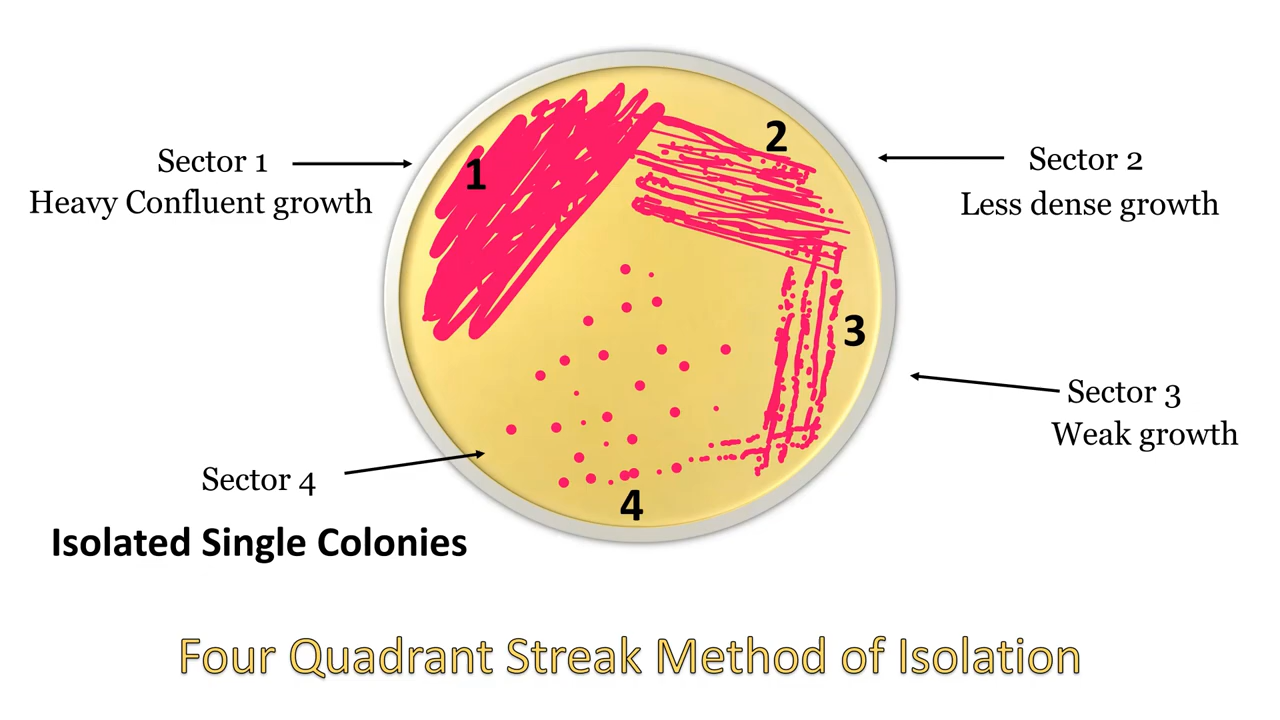 1
2
Sector 1
Heavy Confluent growth
Sector 2
Less dense growth
3
Sector 3
Weak growth
Sector 4
4
Isolated Single Colonies
Four Quadrant Streak Method of Isolation